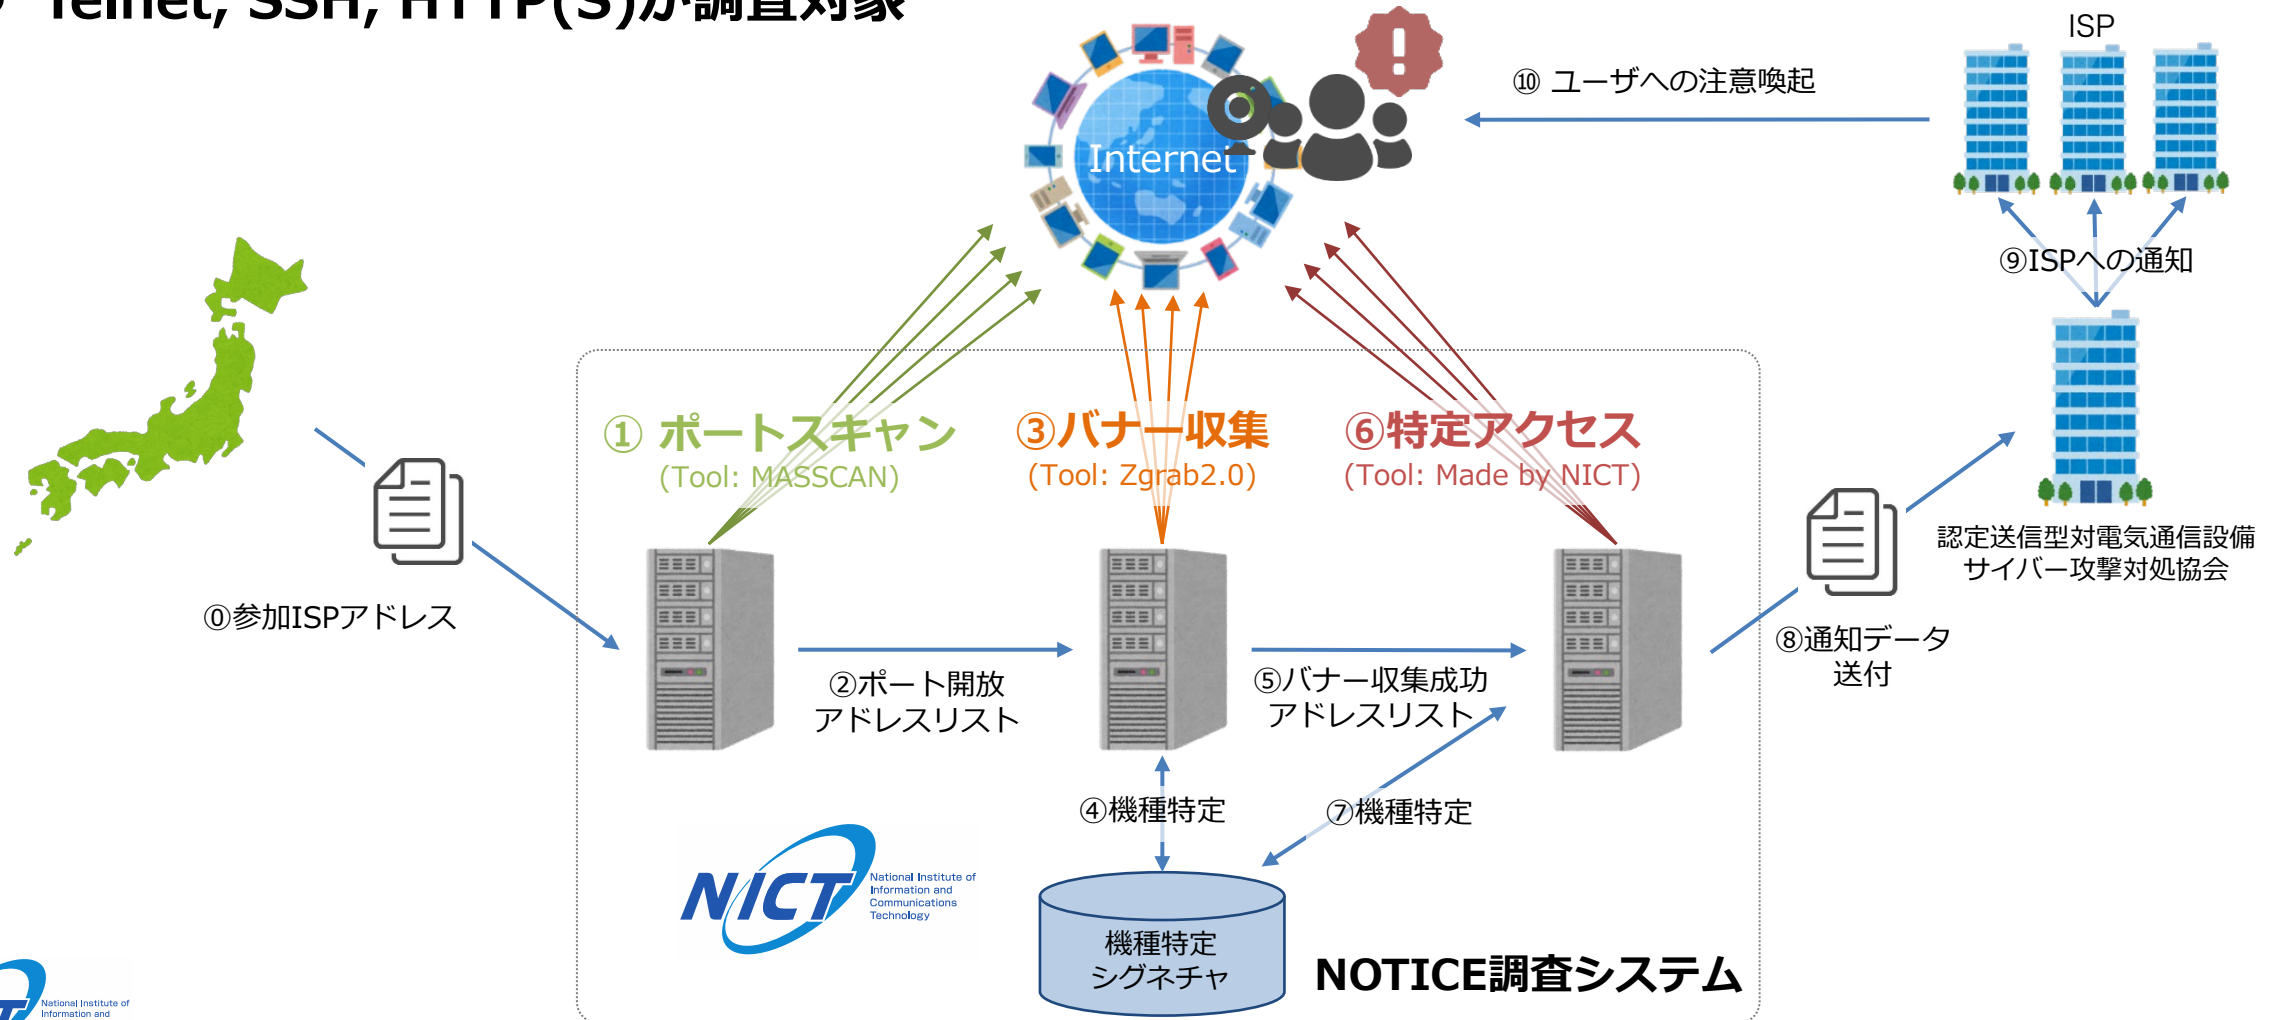 Telnet, SSH, HTTP(S)が調査対象
ISP
⑩ ユーザへの注意喚起
Internet
⑨ISPへの通知
① ポートスキャン
(Tool: MASSCAN)
③バナー収集
(Tool: Zgrab2.0)
⑥特定アクセス
(Tool: Made by NICT)
認定送信型対電気通信設備
サイバー攻撃対処協会
⓪参加ISPアドレス
②ポート開放
アドレスリスト
⑤バナー収集成功
アドレスリスト
⑧通知データ
送付
④機種特定
⑦機種特定
NICT
National Institute of
Information and
Communications
Technology
機種特定
シグネチャ
NOTICE調査システム
National Institute of
Information and